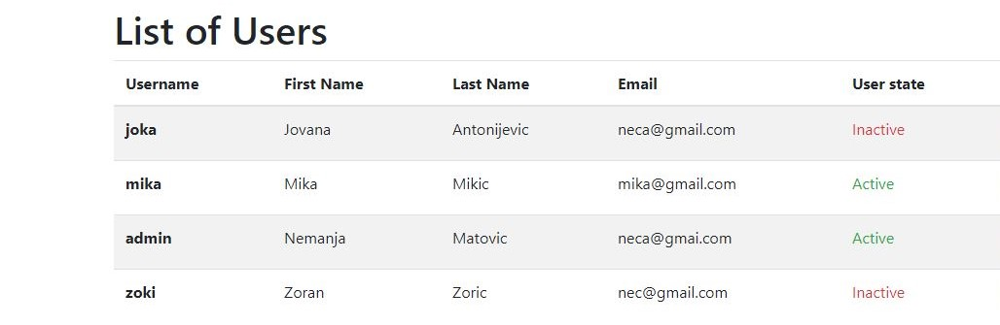 List of Users
Username First Name Last Name Email User state
joka Jovana Antonijevic neca@gmail.com Inactive
mika Mika Mikic mika@gmail.com Active
admin Nemanja Matovic neca@gmai.com Active
zoki Zoran Zoric nec@gmail.com Inactive